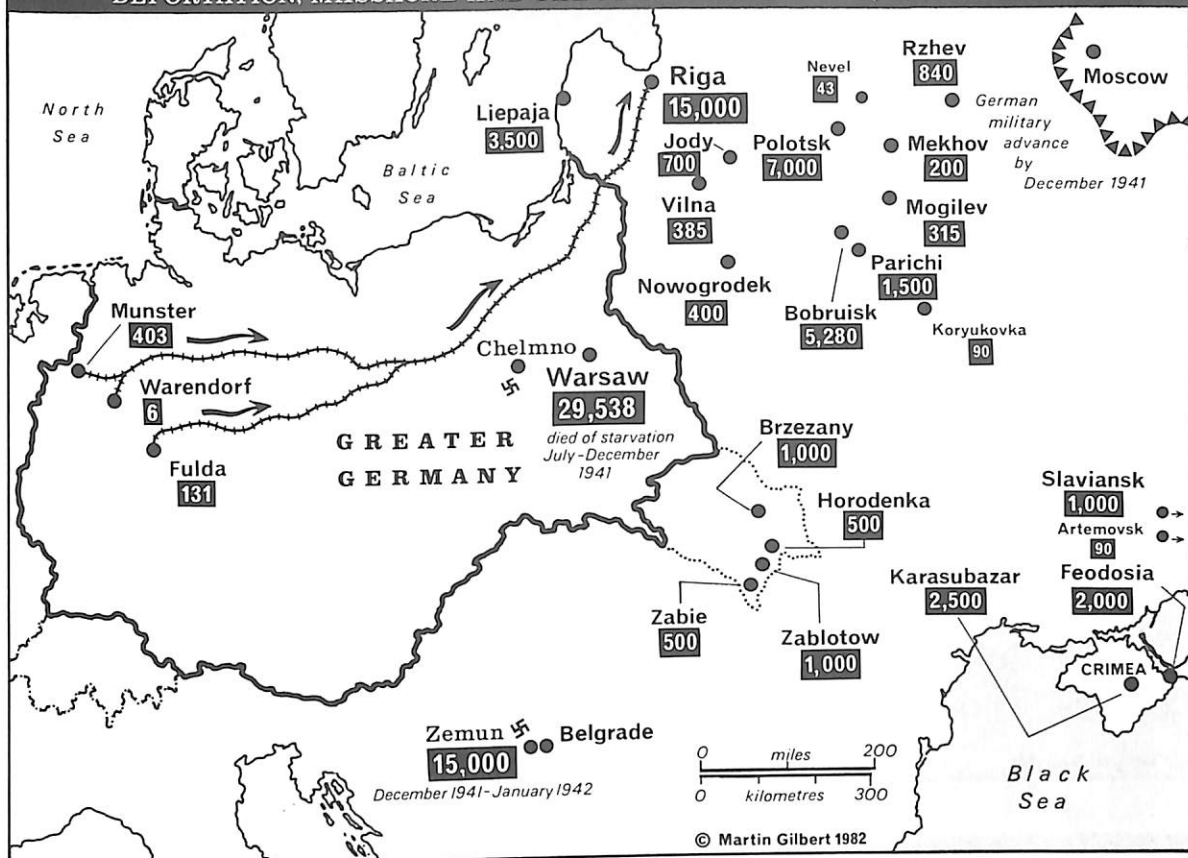 DEPORTATION, MASSACRE AND
North
Sea
Baltic
Sea
Liepaja
3,500
Riga
15,000
Jody
700
Vilna
385
Nowogrodek
400
Nevel
43
Polotsk
7,000
Rzhev
840
Moscow
German
military
advance
by
December 1941
Mekhov
200
Mogilev
315
Parichi
1,500
Bobruisk
5,280
Koryukovka
90
Munster
403
Warendorf
6
Fulda
131
Chelmno
Warsaw
29,538
died of starvation
July-December
1941
GREATER
GERMANY
Brzezany
1,000
Horodenka
500
Zabie
500
Zablotow
1,000
Slaviansk
1,000
Artemovsk
90
Karasubazar
2,500
Feodosia
2,000
CRIMEA
Black
Sea
Zemun
15,000
Belgrade
December 1941-January 1942
0 miles 200
0 kilometres 300
© Martin Gilbert 1982